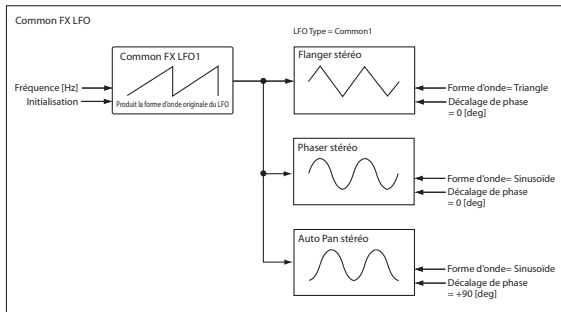 Common FX LFO
LFO Type = Common1
Common FX LFO1
Flanger stéréo
Fréquence [Hz]
Initialisation
Produit la forme d'onde originale du LFO
Forme d'onde= Triangle
Décalage de phase
= 0 [deg]
Phaser stéréo
Forme d'onde= Sinusoïde
Décalage de phase
= 0 [deg]
Auto Pan stéréo
Forme d'onde= Sinusoïde
Décalage de phase
= +90 [deg]